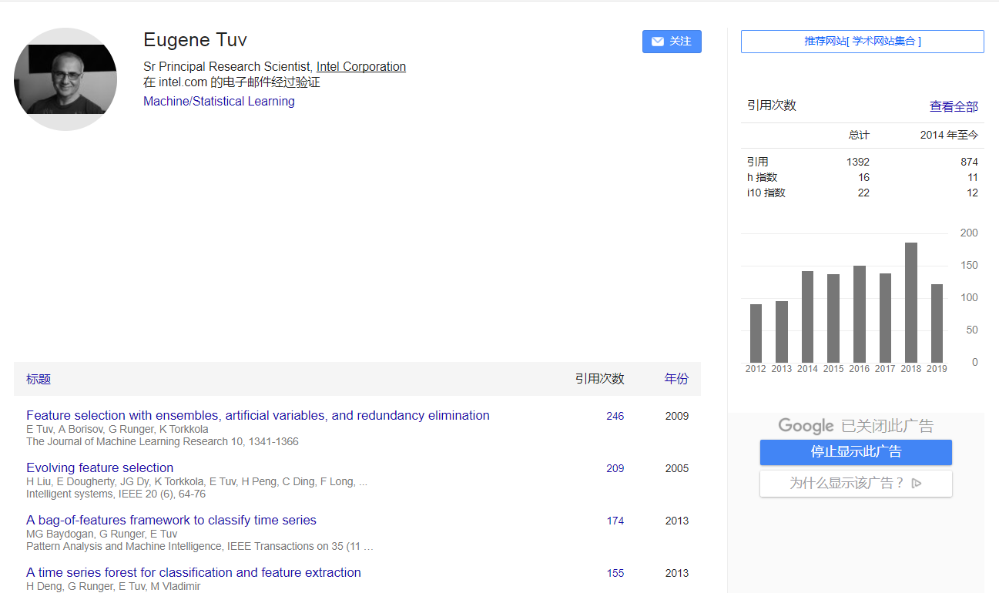 Eugene Tuv
关注
Sr Principal Research Scientist, Intel Corporation
在 intel.com 的电子邮件经过验证
Machine/Statistical Learning
标题 引用次数 年份
Feature selection with ensembles, artificial variables, and redundancy elimination 246 2009
E Tuv, A Borisov, G Runger, K Torkkola
The Journal of Machine Learning Research 10, 1341-1366
Evolving feature selection 209 2005
H Liu, E Dougherty, JG Dy, K Torkkola, E Tuv, H Peng, C Ding, F Long, ...
Intelligent systems, IEEE 20 (6), 64-76
A bag-of-features framework to classify time series 174 2013
MG Baydogan, G Runger, E Tuv
Pattern Analysis and Machine Intelligence, IEEE Transactions on 35 (11 …
A time series forest for classification and feature extraction 155 2013
H Deng, G Runger, E Tuv, M Vladimir
推荐网站[ 学术网站集合 ]
引用次数 查看全部
总计 2014 年至今
引用 1392 874
h 指数 16 11
i10 指数 22 12
200
150
100
50
0
2012 2013 2014 2015 2016 2017 2018 2019
Google 已关闭此广告
停止显示此广告
为什么显示该广告？